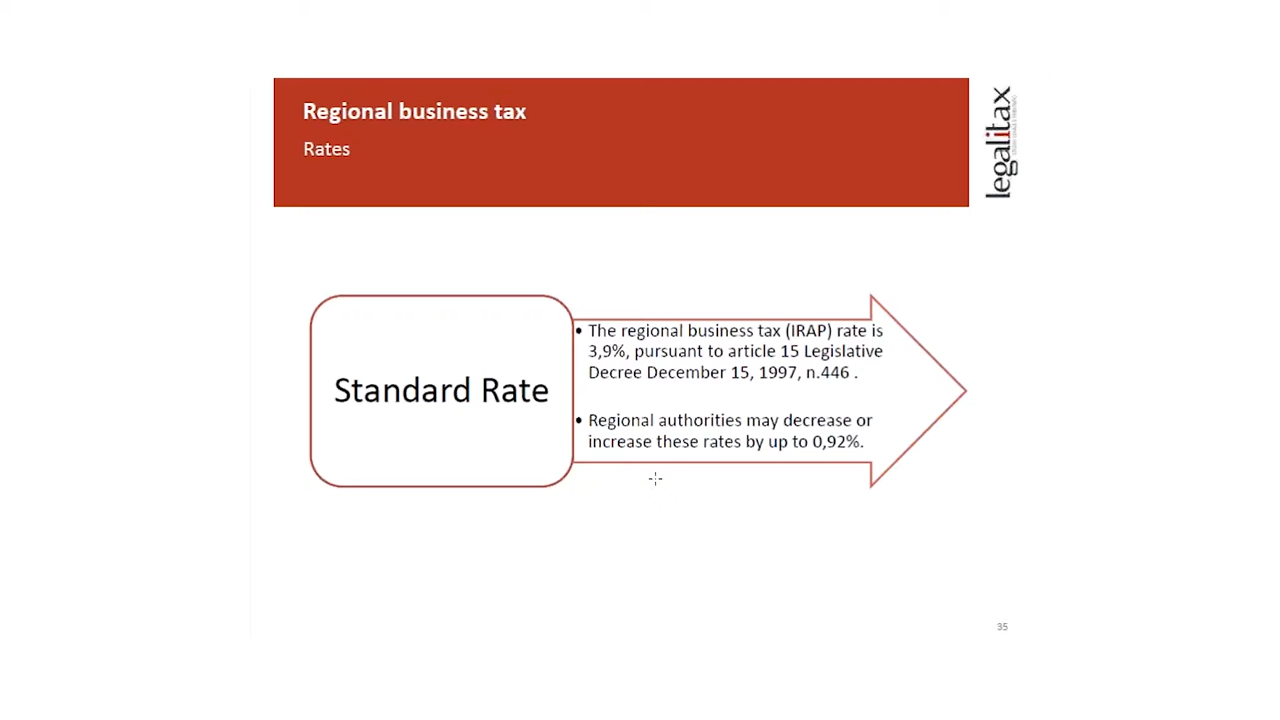 Regional business tax
Rates
legalitax
Standard Rate
• The regional business tax (IRAP) rate is
3,9%, pursuant to article 15 Legislative
Decree December 15, 1997, n.446 .
• Regional authorities may decrease or
increase these rates by up to 0,92%.
35